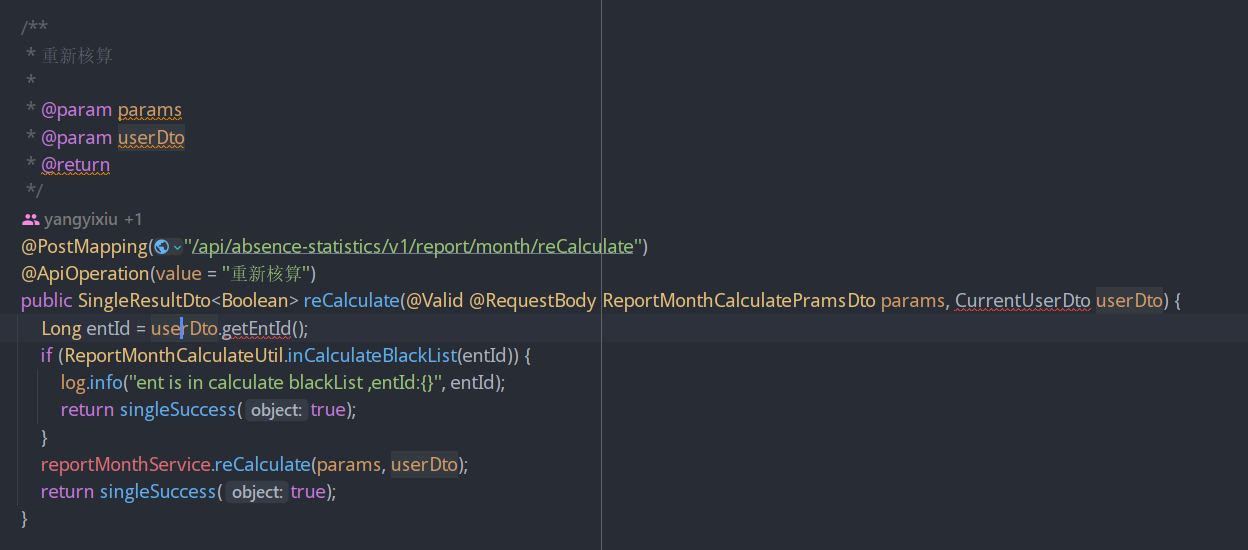 /**
* 重新核算
*
* @param params
* @param userDto
* @return
*/
yangyixiu +1
@PostMapping("/api/absence-statistics/v1/report/month/reCalculate")
@ApiOperation(value = "重新核算")
public SingleResultDto<Boolean> reCalculate(@Valid @RequestBody ReportMonthCalculatePramsDto params, CurrentUserDto userDto) {
Long entId = userDto.getEntId();
if (ReportMonthCalculateUtil.inCalculateBlackList(entId)) {
log.info("ent is in calculate blackList ,entId:{}", entId);
return singleSuccess( object: true);
}
reportMonthService.reCalculate(params, userDto);
return singleSuccess( object: true);
}